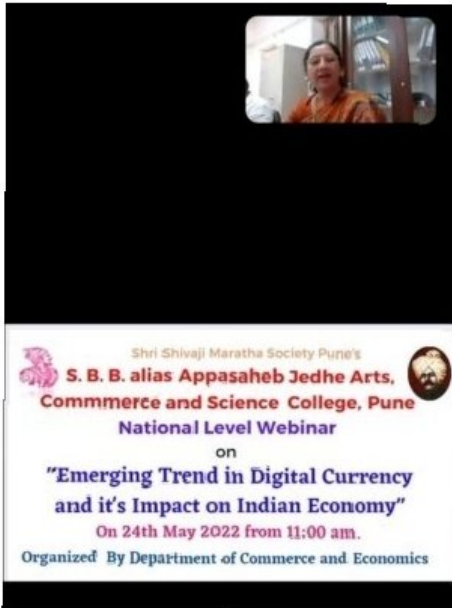 Shri Shivaji Maratha Society Pune's
S. B. B. alias Appasaheb Jedhe Arts,
Commmerce and Science College, Pune
National Level Webinar
on
"Emerging Trend in Digital Currency
and it's Impact on Indian Economy"
On 24th May 2022 from 11:00 am.
Organized By Department of Commerce and Economics